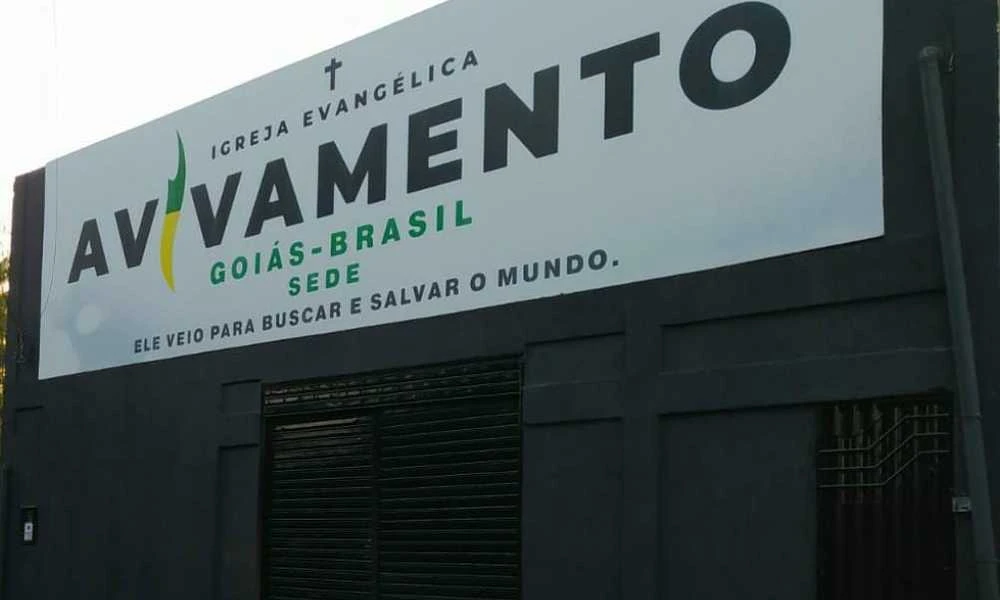 IGREJA EVANGÉLICA
AVIVAMENTO
GOIÁS-BRASIL
SEDE
ELE VEIO PARA BUSCAR E SALVAR O MUNDO.